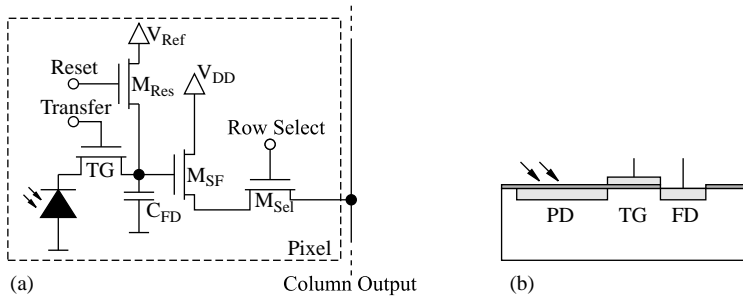 V_Ref
Reset
M_Res
V_DD
Transfer
Row Select
TG
M_SF
C_FD
M_Sel
Pixel
PD TG FD
(a)
Column Output
(b)